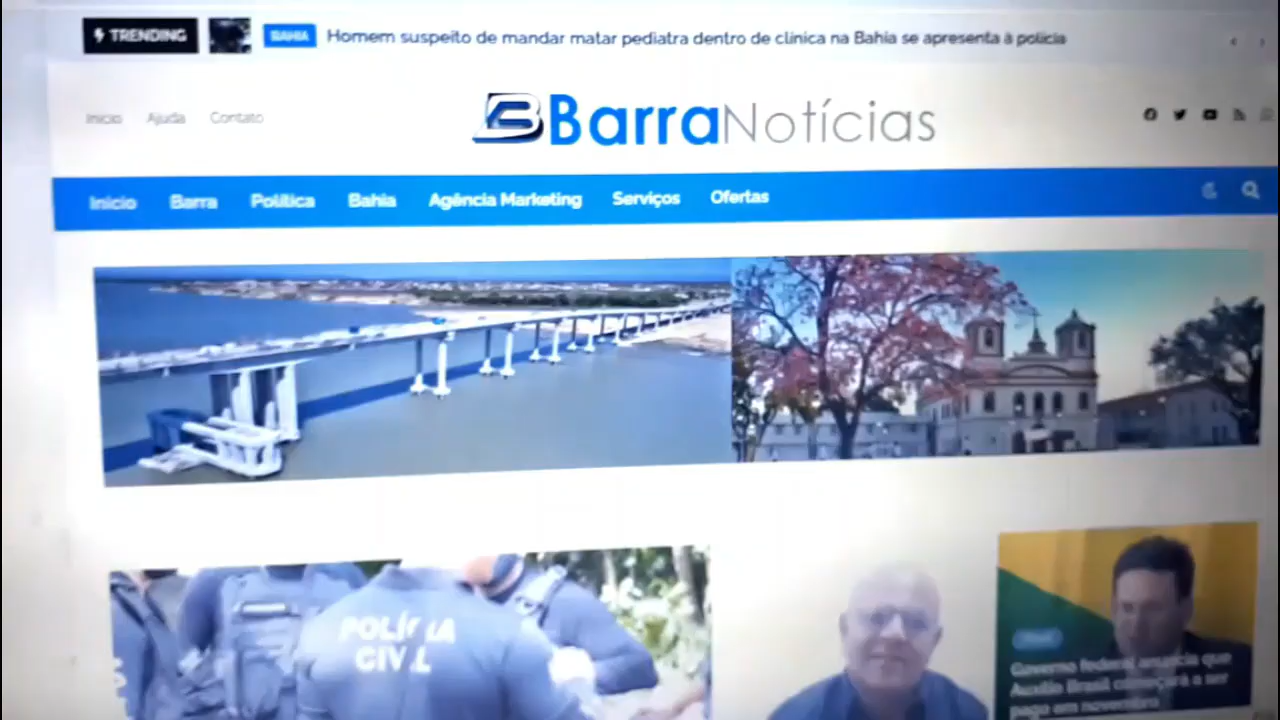 TRENDING
BAHIA
Homem suspeito de mandar matar pediatra dentro de clínica na Bahia se apresenta à polícia
Início Ajuda Contato
BarraNotícias
Início Barra Política Bahia Agência Marketing Serviços Ofertas
POLÍCIA
CIVIL
Governo federal anuncia que
Auxílio Brasil começará a ser
pago em novembro